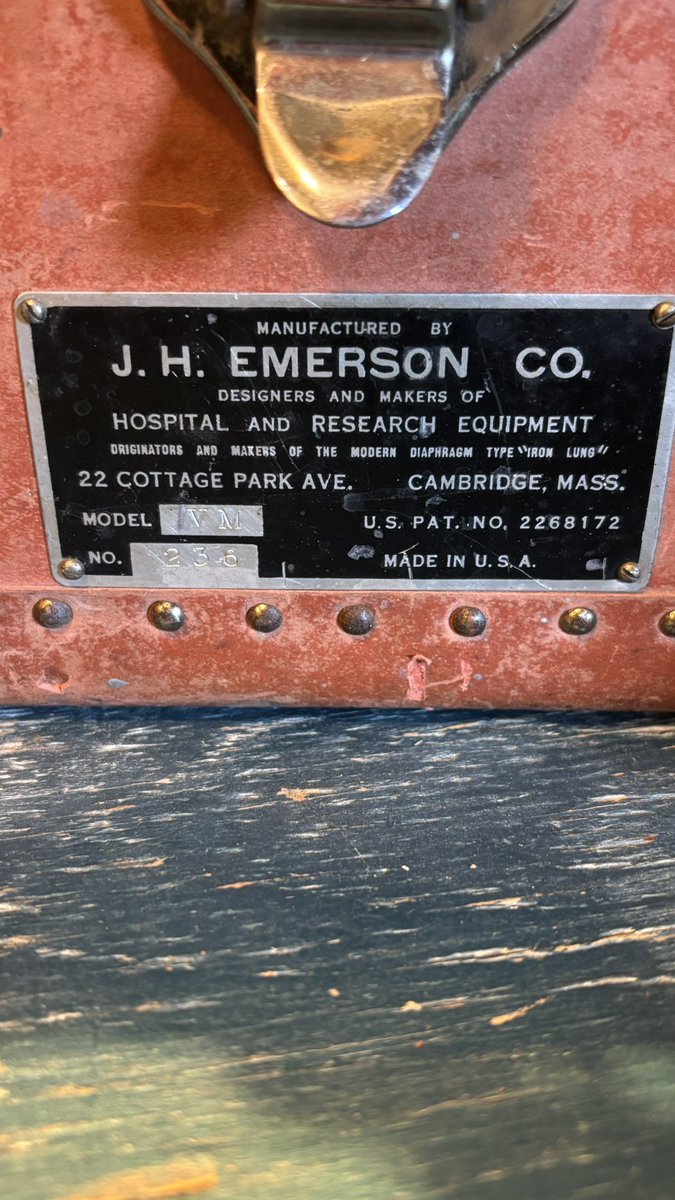 MANUFACTURED BY
J. H. EMERSON CO.
DESIGNERS AND MAKERS OF
HOSPITAL AND RESEARCH EQUIPMENT
ORIGINATORS AND MAKERS OF THE MODERN DIAPHRAGM TYPE "IRON LUNG"
22 COTTAGE PARK AVE. CAMBRIDGE, MASS.
MODEL VM U.S. PAT. NO. 2268172
NO. 236 MADE IN U.S.A.